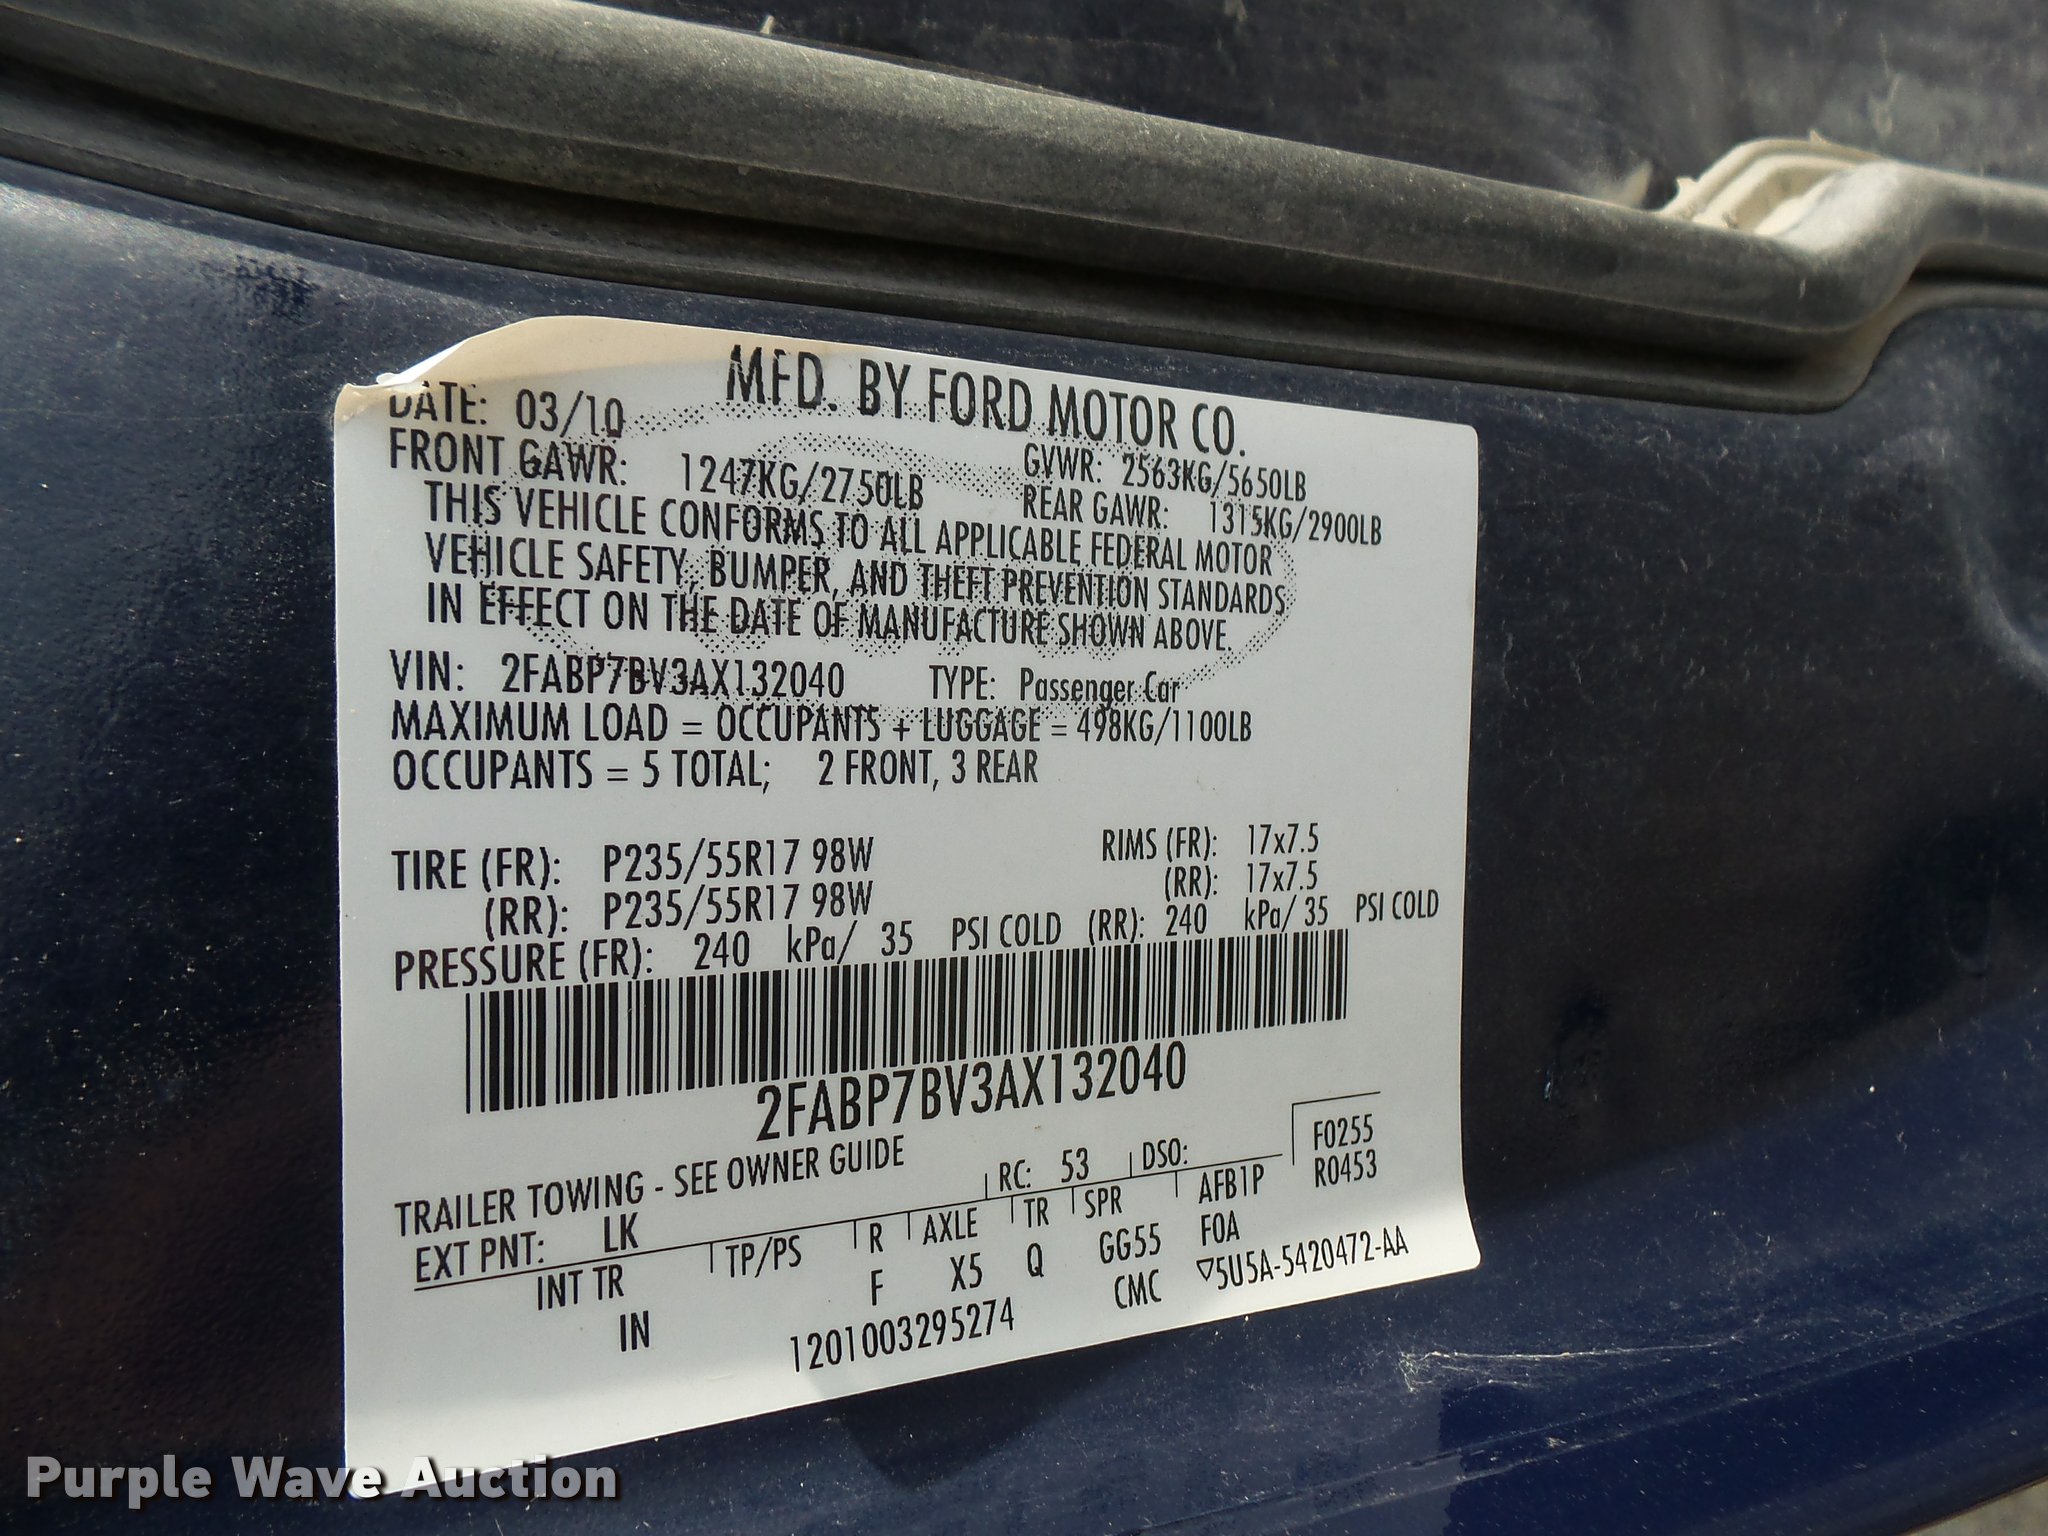 MFD. BY FORD MOTOR CO.
DATE: 03/10
GVWR: 2563KG/5650LB
FRONT GAWR: 1247KG/2750LB
REAR GAWR: 1315KG/2900LB
THIS VEHICLE CONFORMS TO ALL APPLICABLE FEDERAL MOTOR
VEHICLE SAFETY, BUMPER, AND THEFT PREVENTION STANDARDS
IN EFFECT ON THE DATE OF MANUFACTURE SHOWN ABOVE.
VIN: 2FABP7BV3AX132040 TYPE: Passenger Car
MAXIMUM LOAD = OCCUPANTS + LUGGAGE = 498KG/1100LB
OCCUPANTS = 5 TOTAL; 2 FRONT, 3 REAR
TIRE (FR): P235/55R17 98W RIMS (FR): 17x7.5
(RR): P235/55R17 98W (RR): 17x7.5
PRESSURE (FR): 240 kPa/ 35 PSI COLD (RR): 240 kPa/ 35 PSI COLD
2FABP7BV3AX132040
TRAILER TOWING - SEE OWNER GUIDE
RC: 53 DSO:
F0255
R0453
EXT PNT: LK
INT TR TP/PS R AXLE TR SPR AFB1P
IN F X5 Q GG55 FOA
1201003295274 CMC ▽5U5A-5420472-AA
Purple Wave Auction